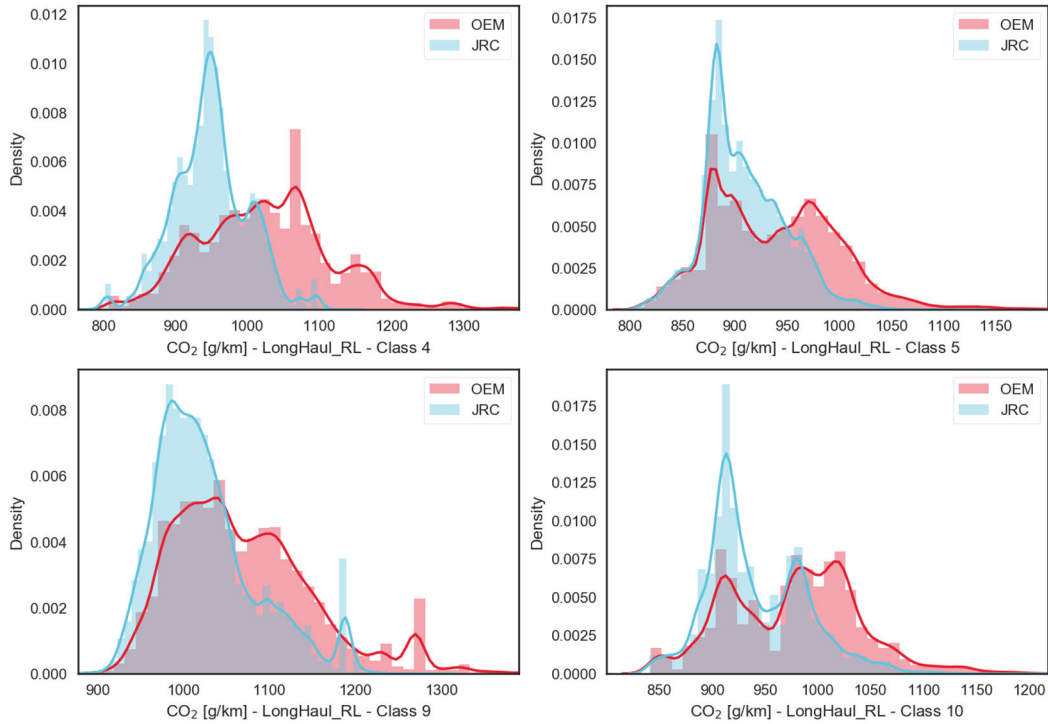 0.012
0.010
0.008
0.006
0.004
0.002
0.000
Density
OEM
JRC
800 900 1000 1100 1200 1300
CO₂ [g/km] - LongHaul_RL - Class 4
0.0175
0.0150
0.0125
0.0100
0.0075
0.0050
0.0025
0.000
Density
OEM
JRC
800 850 900 950 1000 1050 1100 1150
CO₂ [g/km] - LongHaul_RL - Class 5
0.008
0.006
0.004
0.002
0.000
Density
OEM
JRC
900 1000 1100 1200 1300
CO₂ [g/km] - LongHaul_RL - Class 9
0.0175
0.0150
0.0125
0.0100
0.0075
0.0050
0.0025
0.0000
Density
OEM
JRC
850 900 950 1000 1050 1100 1150 1200
CO₂ [g/km] - LongHaul_RL - Class 10